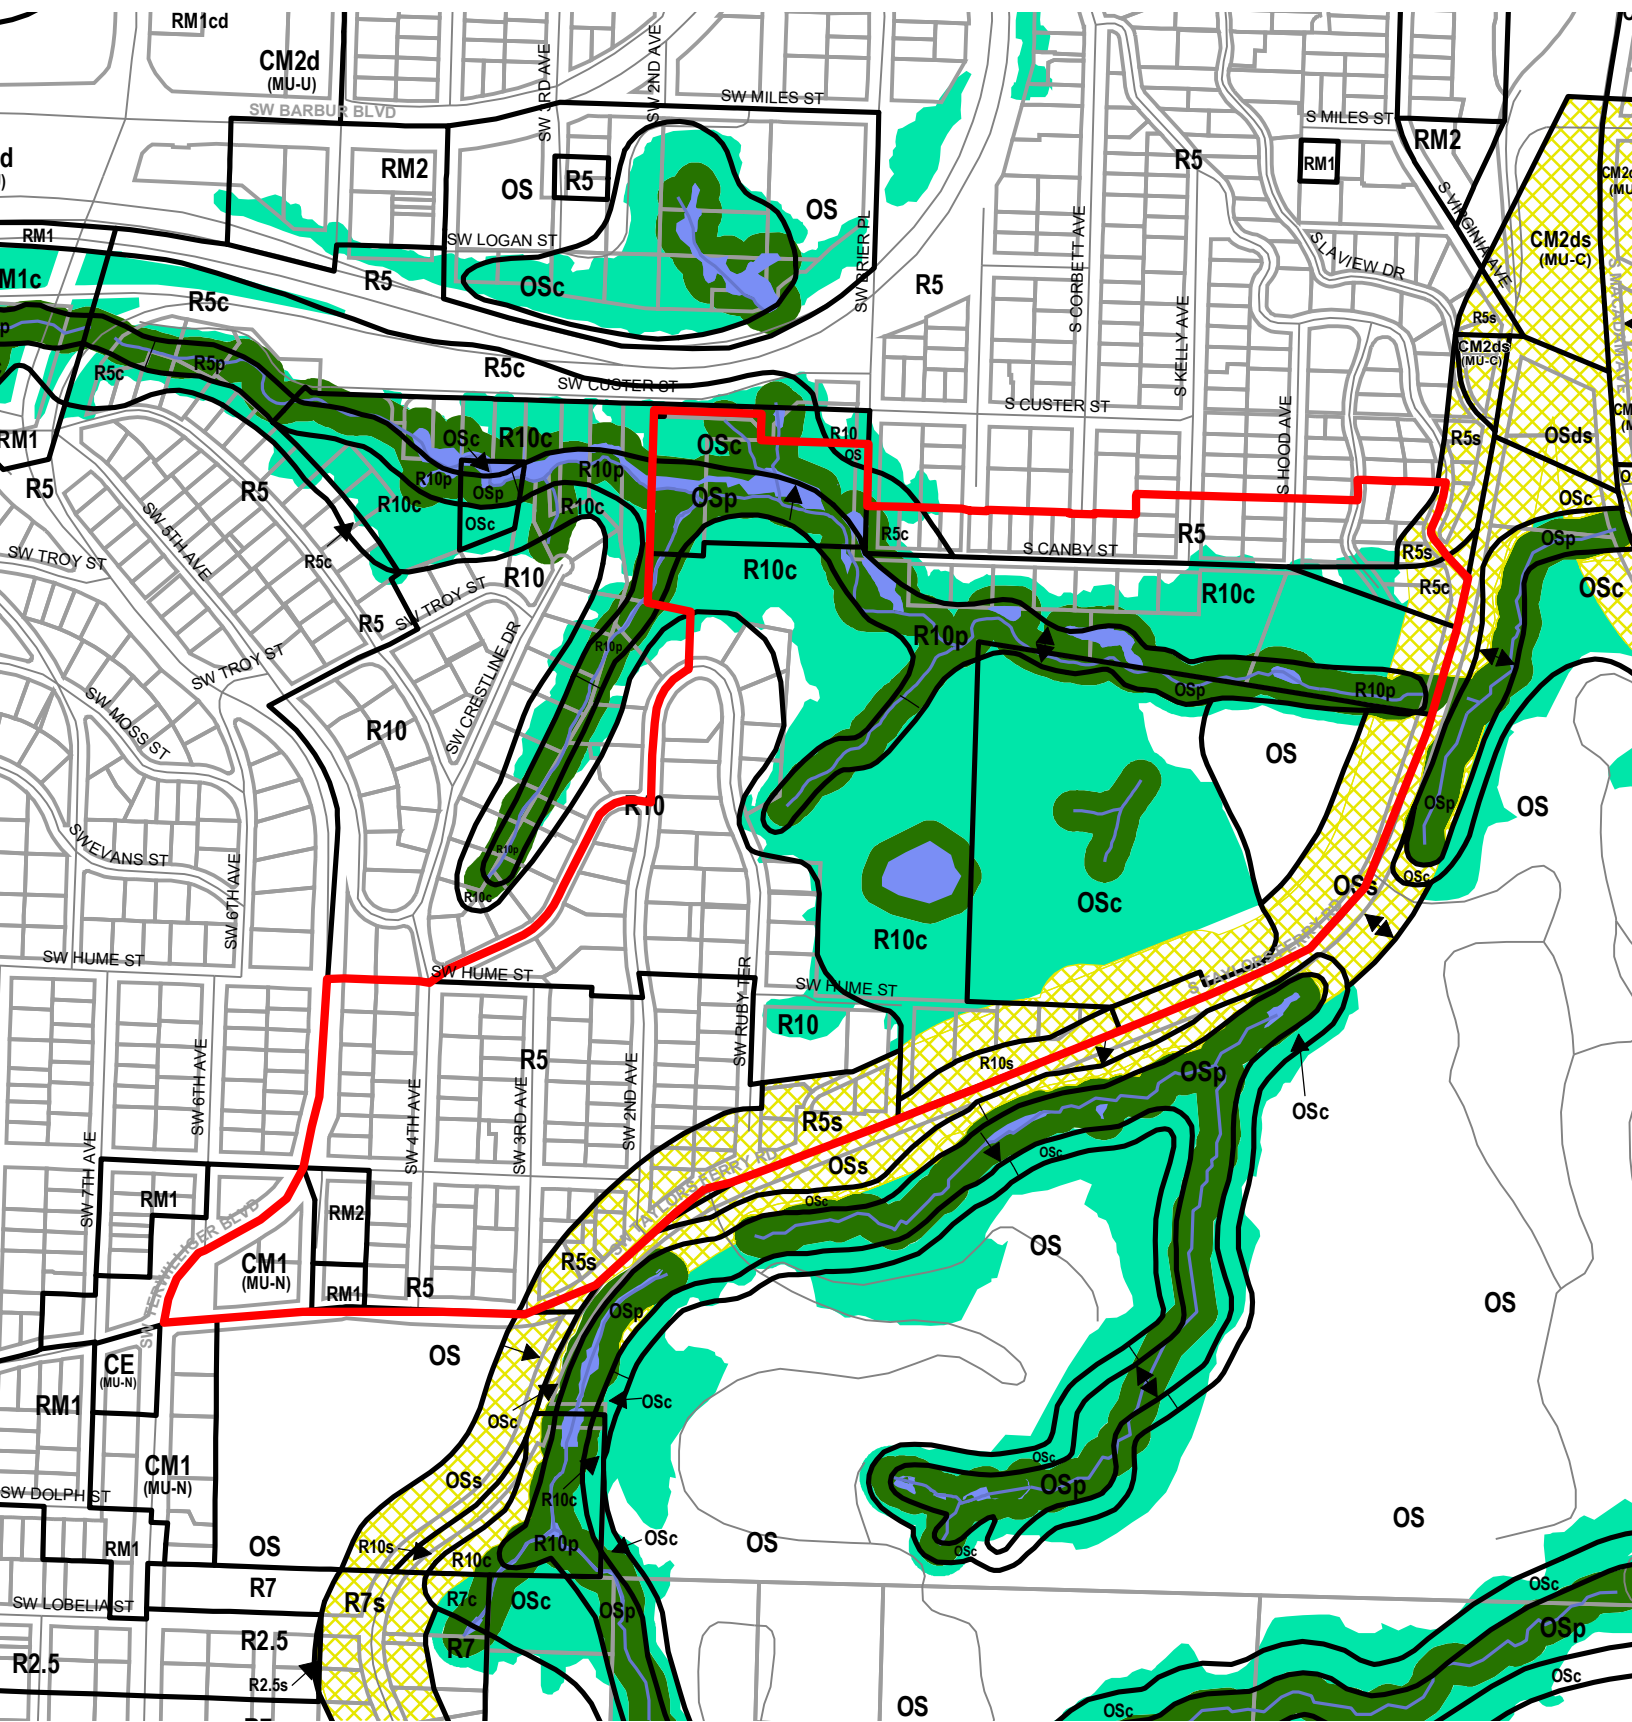 RM1cd
CM2d
(MU-U)
SW BARBUR BLVD
SW 3RD AVE
SW 2ND AVE
SW MILES ST
S MILES ST
RM2
RM2
R5
RM1
R5
OS
OS
SW LOGAN ST
SW BRIER PL
S CORBETT AVE
S VIRGINIA AVE
S LAVIEW DR
CM2ds
(MU-C)
RM1
R5
OSc
R5
R5c
S KELLY AVE
R5s
CM2ds
(MU-C)
R5p
R5c
R5c
SW CUSTER ST
S CUSTER ST
S HOOD AVE
RM1
OSc
R10c
OSc
R10
OS
R5s
OSds
R5
R5
R10p
OSp
R10p
OSp
OSc
R10c
OSc
R10c
SW 5TH AVE
R5c
R5c
R5
S CANBY ST
R5s
OSp
SW TROY ST
R10
R10c
R10c
R5c
OSc
SW TROY ST
R5
R10p
R10p
SW TROY ST
SW CRESTLINE DR
OSp
R10p
SW MOSS ST
R10
OS
R10
OSp
OS
SW EVANS ST
R10p
R10c
OSs
OSc
SW 6TH AVE
OSc
R10c
SW HUME ST
SW HUME ST
SW HUME ST
S TAYLORS FERRY RD
SW RUBY TER
R10
R5
R10s
OSp
OSc
SW 6TH AVE
SW 4TH AVE
SW 3RD AVE
SW 2ND AVE
R5s
OSs
OSc
SW 7TH AVE
RM1
RM2
OSc
SW TAYLORS FERRY RD
SW TERWILLIGER BLVD
CM1
(MU-N)
R5s
OS
RM1
R5
OSp
OS
OS
CE
(MU-N)
RM1
OSc
OSc
CM1
(MU-N)
OSs
OSc
OSp
SW DOLPH ST
R10c
OS
RM1
OS
R10s
R10c
R10p
OSc
OS
OSc
R7
R7s
R7c
OSc
OSp
OSc
SW LOBELIA ST
OSp
R2.5
R7
R2.5
R2.5s
OSc
OS
OSc